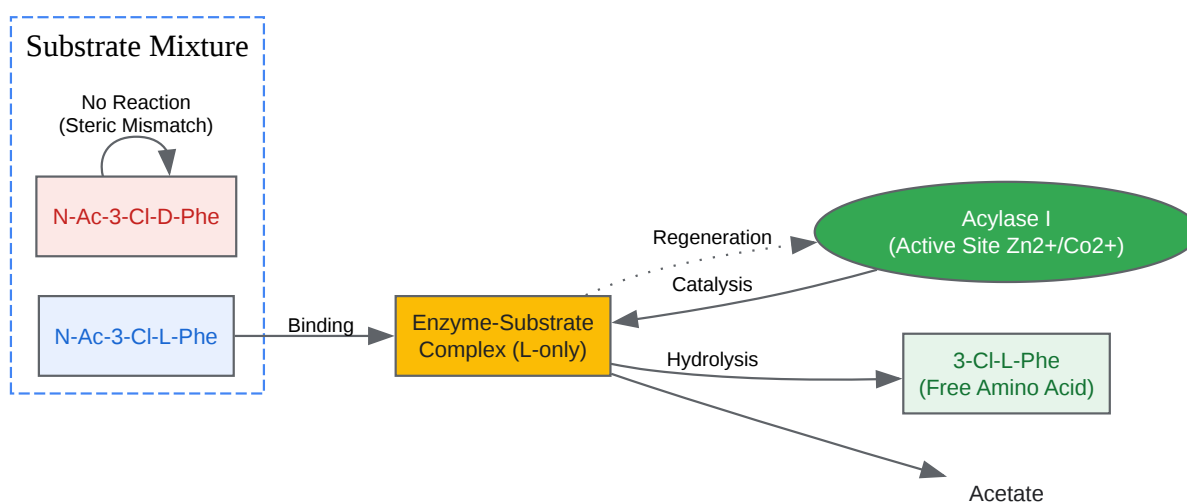 Substrate Mixture
No Reaction
(Steric Mismatch)
N-Ac-3-Cl-D-Phe
N-Ac-3-Cl-L-Phe
Binding
Enzyme-Substrate
Complex (L-only)
Regeneration
Catalysis
Acylase I
(Active Site Zn2+/Co2+)
Hydrolysis
3-Cl-L-Phe
(Free Amino Acid)
Acetate